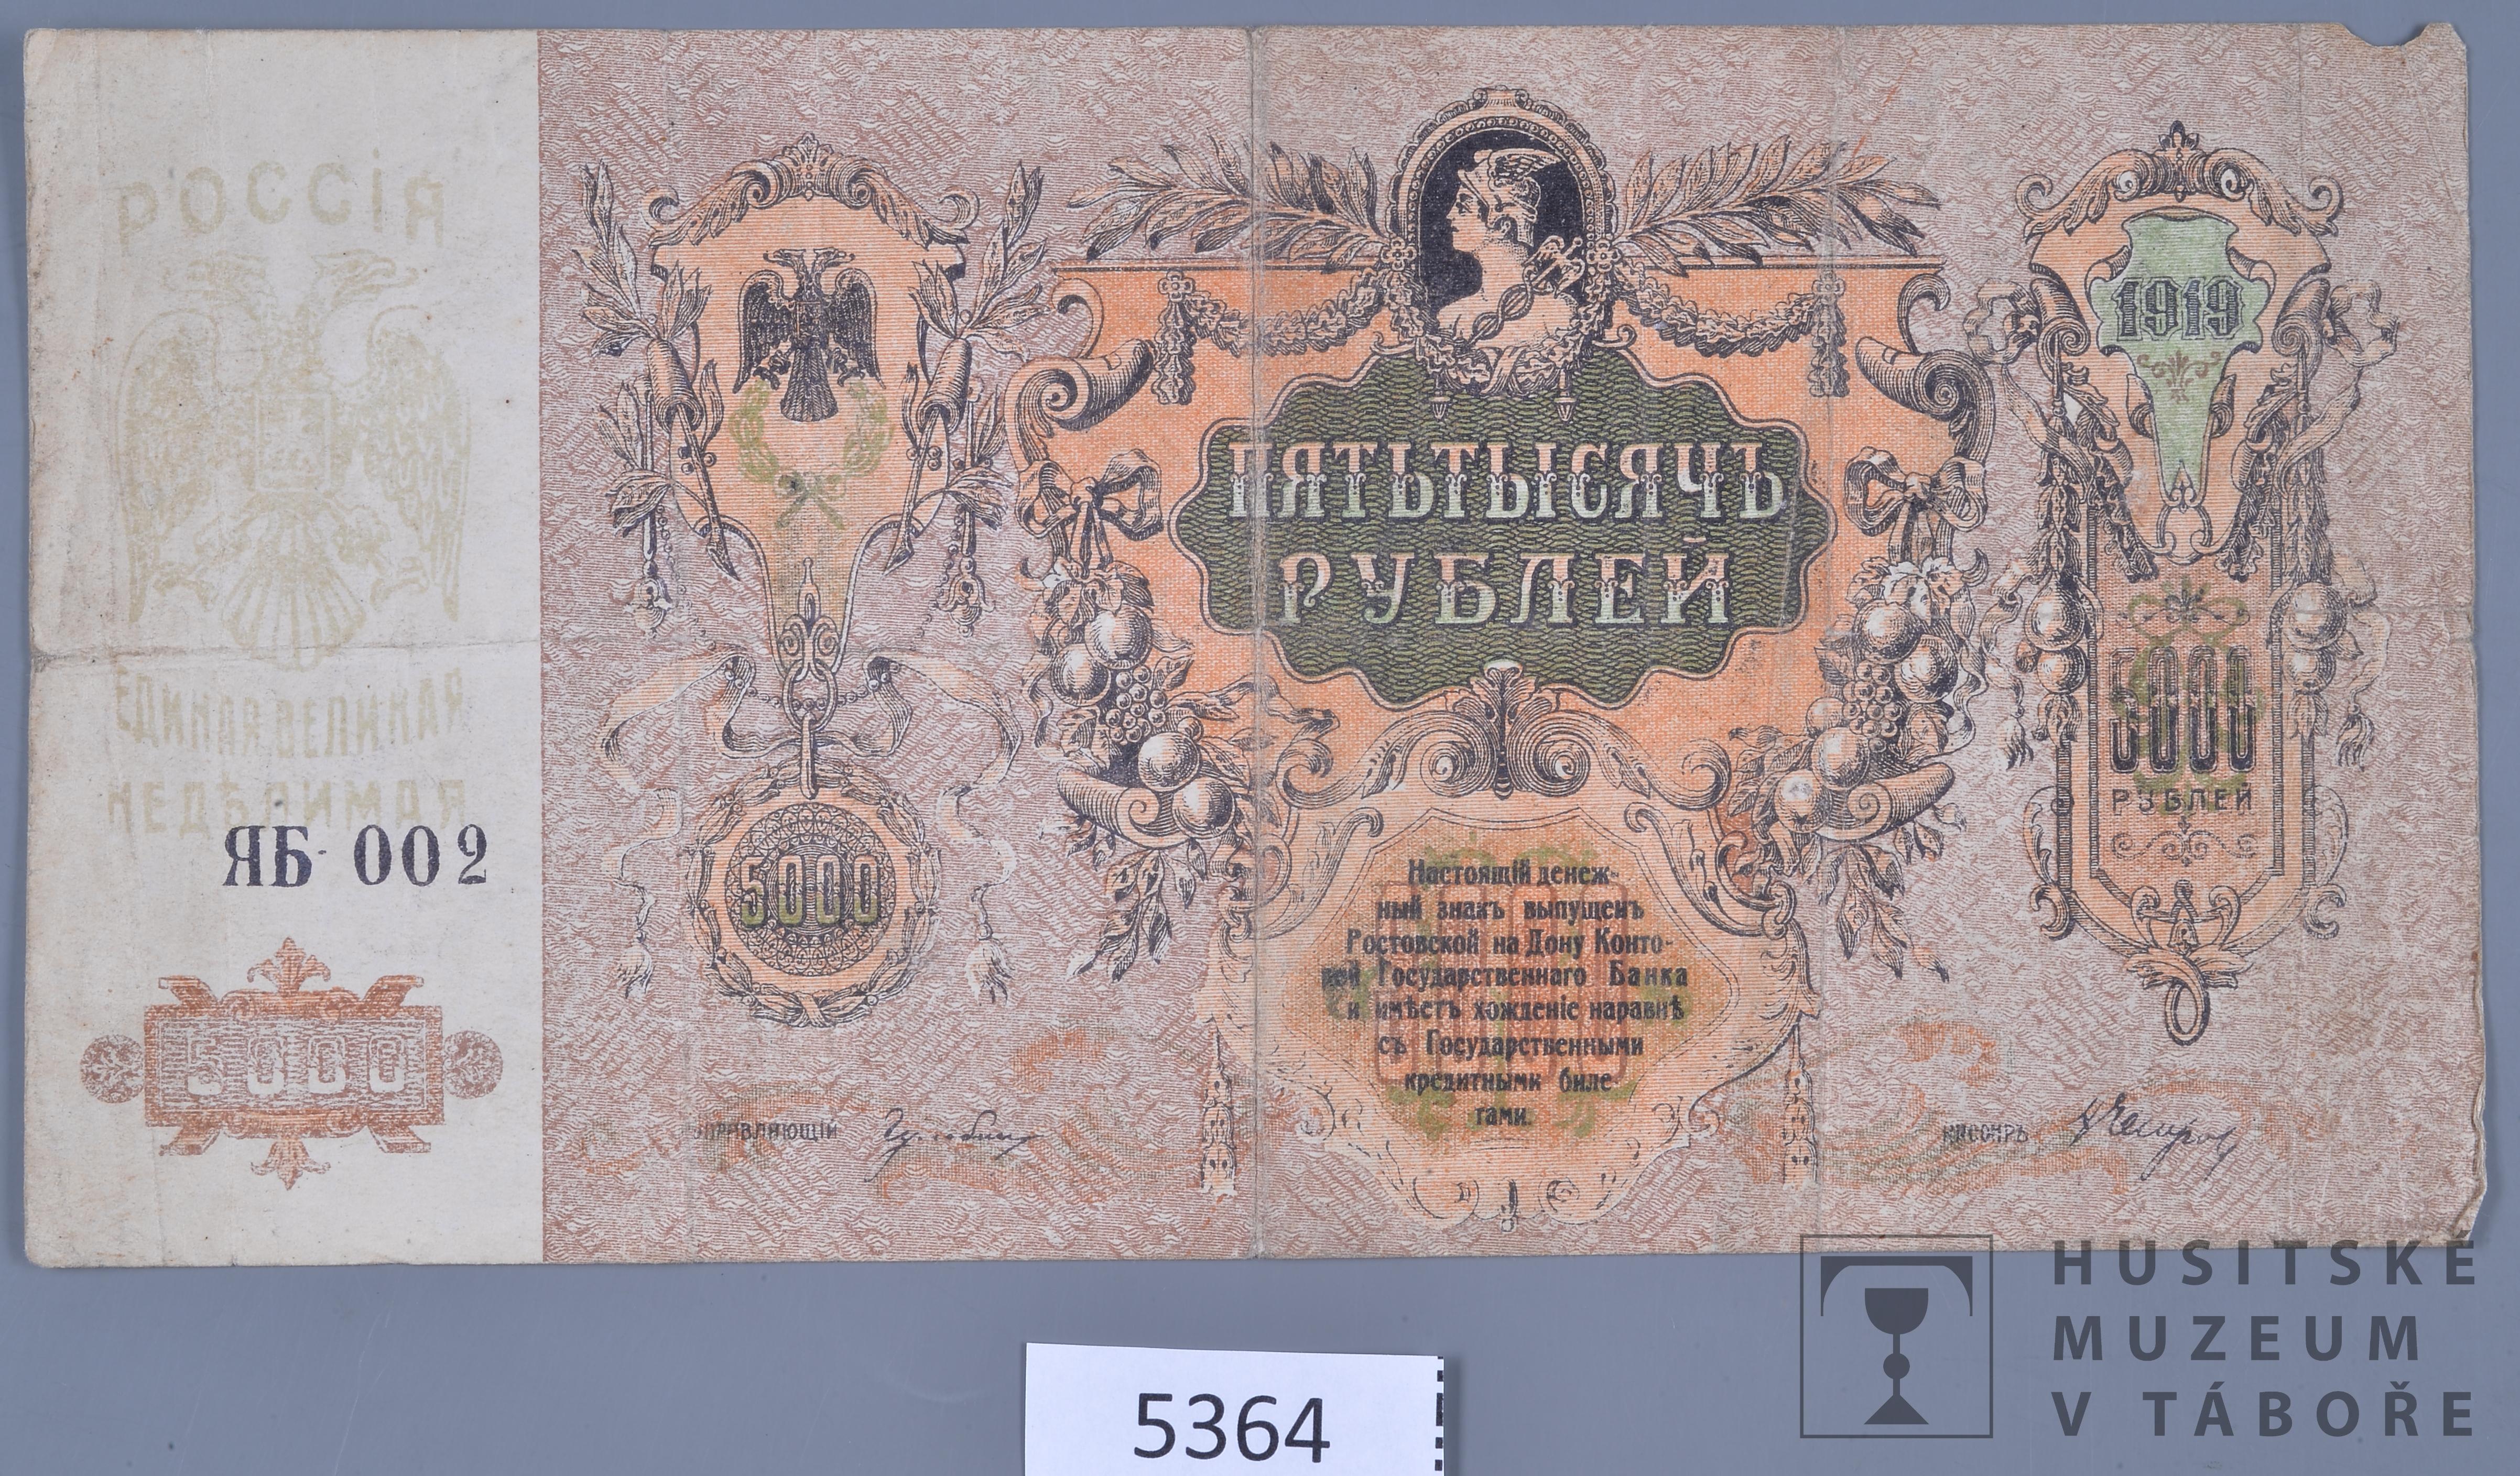 РОССІЯ
ЕДИНАЯ ВЕЛИКАЯ
НЕДѢЛИМАЯ
ЯБ 002
5000
5000
УПРАВЛЯЮЩІЙ
ПЯТЬ ТЫСЯЧЪ
РУБЛЕЙ
Настоящій денеж-
ный знакъ выпущенъ
Ростовской на Дону Конто-
рой Государственнаго Банка
и имѣетъ хожденіе наравнѣ
съ Государственными
кредитными биле-
тами.
1919
5000
РУБЛЕЙ
КАССИРЪ
5364
HUSITSKÉ
MUZEUM
V TÁBOŘE